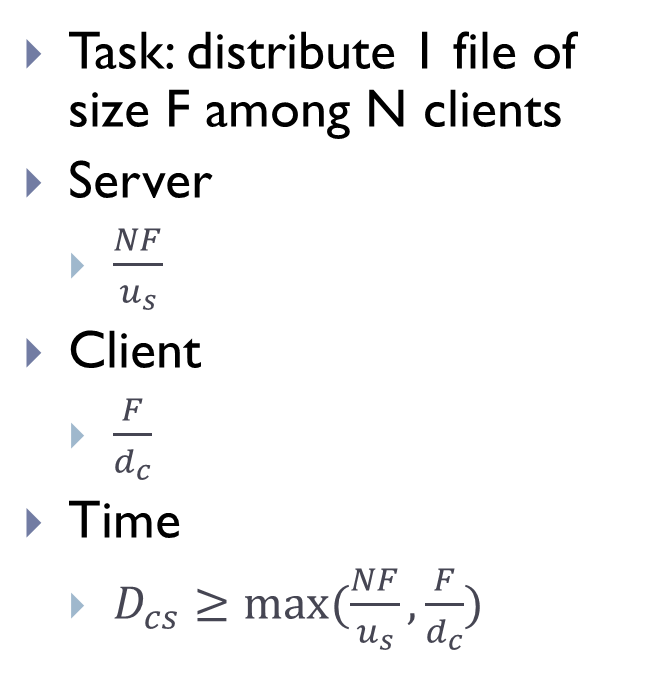 Task: distribute 1 file of
size F among N clients
Server
NF
u_s
Client
F
d_c
Time
D_cs ≥ max(NF/u_s, F/d_c)